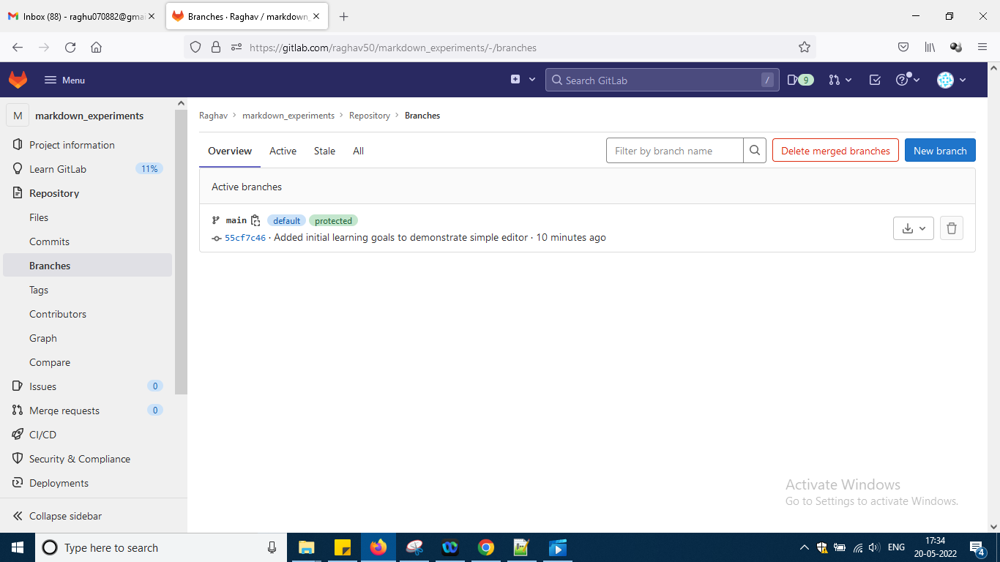 Inbox (88) - raghu070882@gmai
Branches · Raghav / markdown_
https://gitlab.com/raghav50/markdown_experiments/-/branches
Menu
Search GitLab
/
9
M markdown_experiments
Project information
Learn GitLab 11%
Repository
Files
Commits
Branches
Tags
Contributors
Graph
Compare
Issues 0
Merge requests 0
CI/CD
Security & Compliance
Deployments
Collapse sidebar
Raghav > markdown_experiments > Repository > Branches
Overview Active Stale All
Filter by branch name
Delete merged branches
New branch
Active branches
main default protected
55cf7c46 · Added initial learning goals to demonstrate simple editor · 10 minutes ago
Activate Windows
Go to Settings to activate Windows.
Type here to search
ENG
17:34
20-05-2022
4